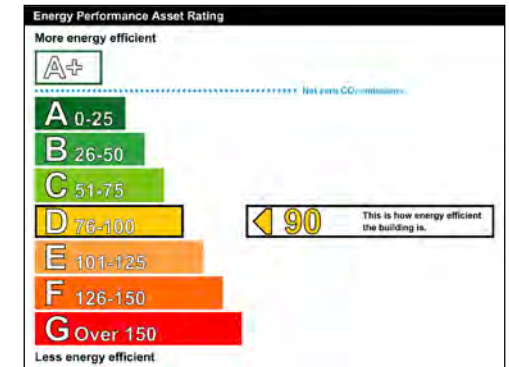 Energy Performance Asset Rating
More energy efficient
A+
Net zero CO₂ emissions
A 0-25
B 26-50
C 51-75
D 76-100
90 This is how energy efficient
the building is.
E 101-125
F 126-150
G Over 150
Less energy efficient